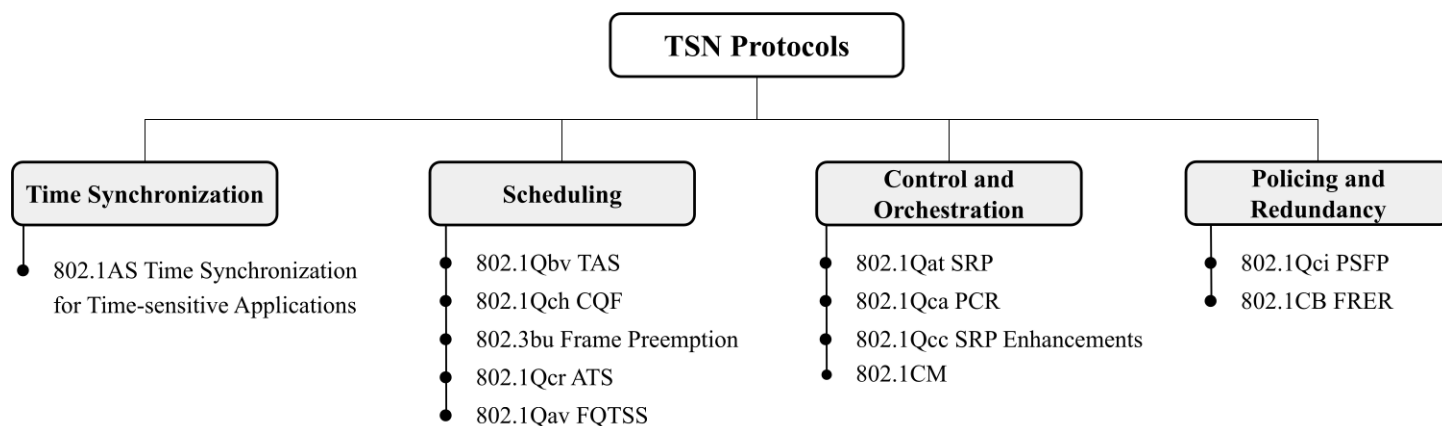 TSN Protocols
Time Synchronization
802.1AS Time Synchronization
for Time-sensitive Applications
Scheduling
802.1Qbv TAS
802.1Qch CQF
802.3bu Frame Preemption
802.1Qcr ATS
802.1Qav FQTSS
Control and
Orchestration
802.1Qat SRP
802.1Qca PCR
802.1Qcc SRP Enhancements
802.1CM
Policing and
Redundancy
802.1Qci PSFP
802.1CB FRER